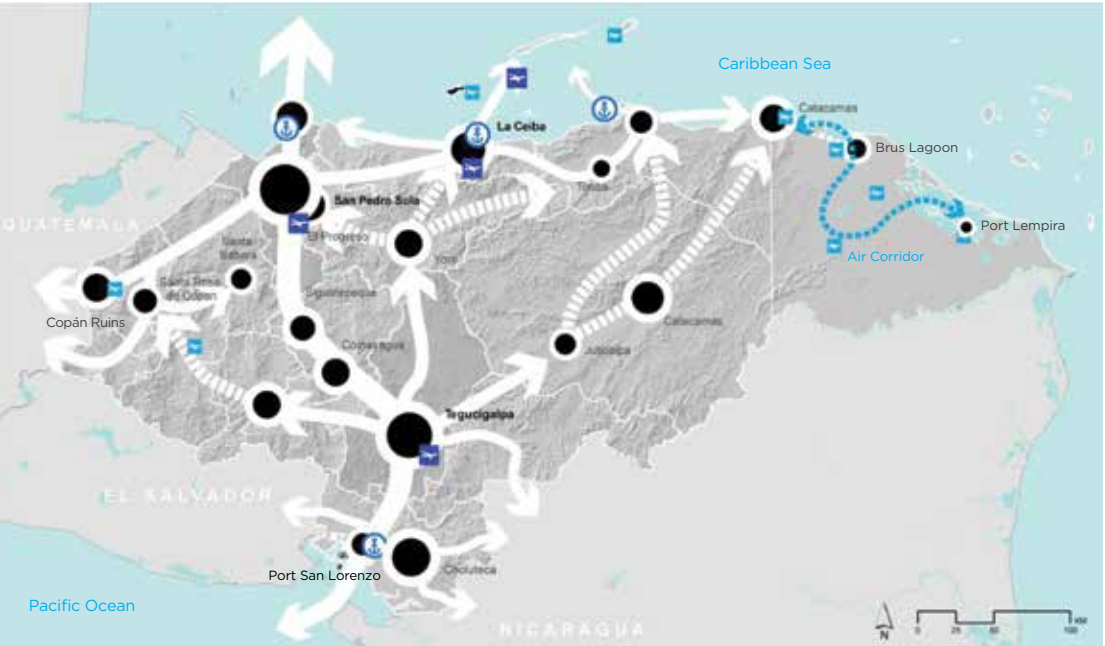 Caribbean Sea
Catacamas
La Ceiba
Brus Lagoon
Tocoa
San Pedro Sula
GUATEMALA
Port Lempira
El Progreso
Santa
Bábara
Yoro
Air Corridor
Santa Rosa
de Copán
Siguatepeque
Copán Ruins
Catacamas
Comayagua
Juticalpa
Tegucigalpa
EL SALVADOR
Choluteca
Port San Lorenzo
Pacific Ocean
NICARAGUA
N
0
25
50
100
KM